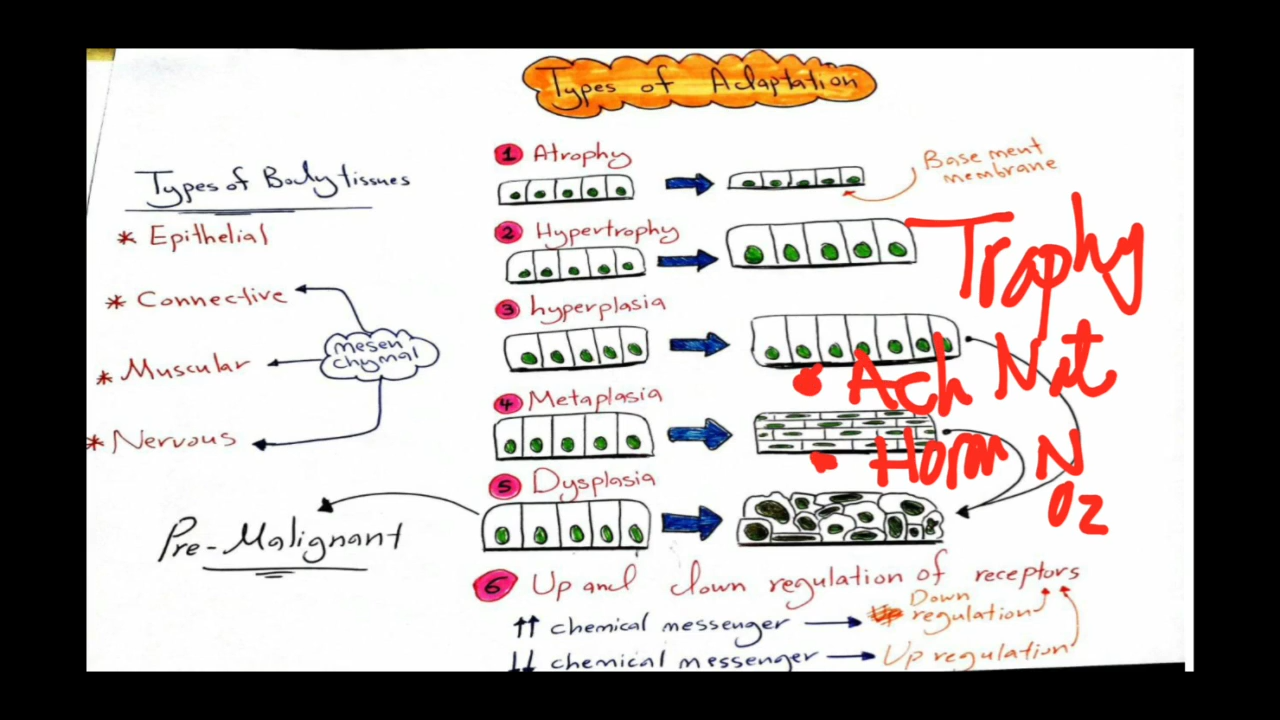 Types of Adaptation
Types of Body tissues
* Epithelial
* Connective
* Muscular
* Nervous
mesen
chymal
Pre-Malignant
1 Atrophy
Basement
membrane
2 Hypertrophy
3 hyperplasia
4 Metaplasia
5 Dysplasia
6 Up and down regulation of receptors
↑↑ chemical messenger → Down
regulation
↓↓ chemical messenger → Up regulation
Trophy
• Ach Nut
• Horm N
O2